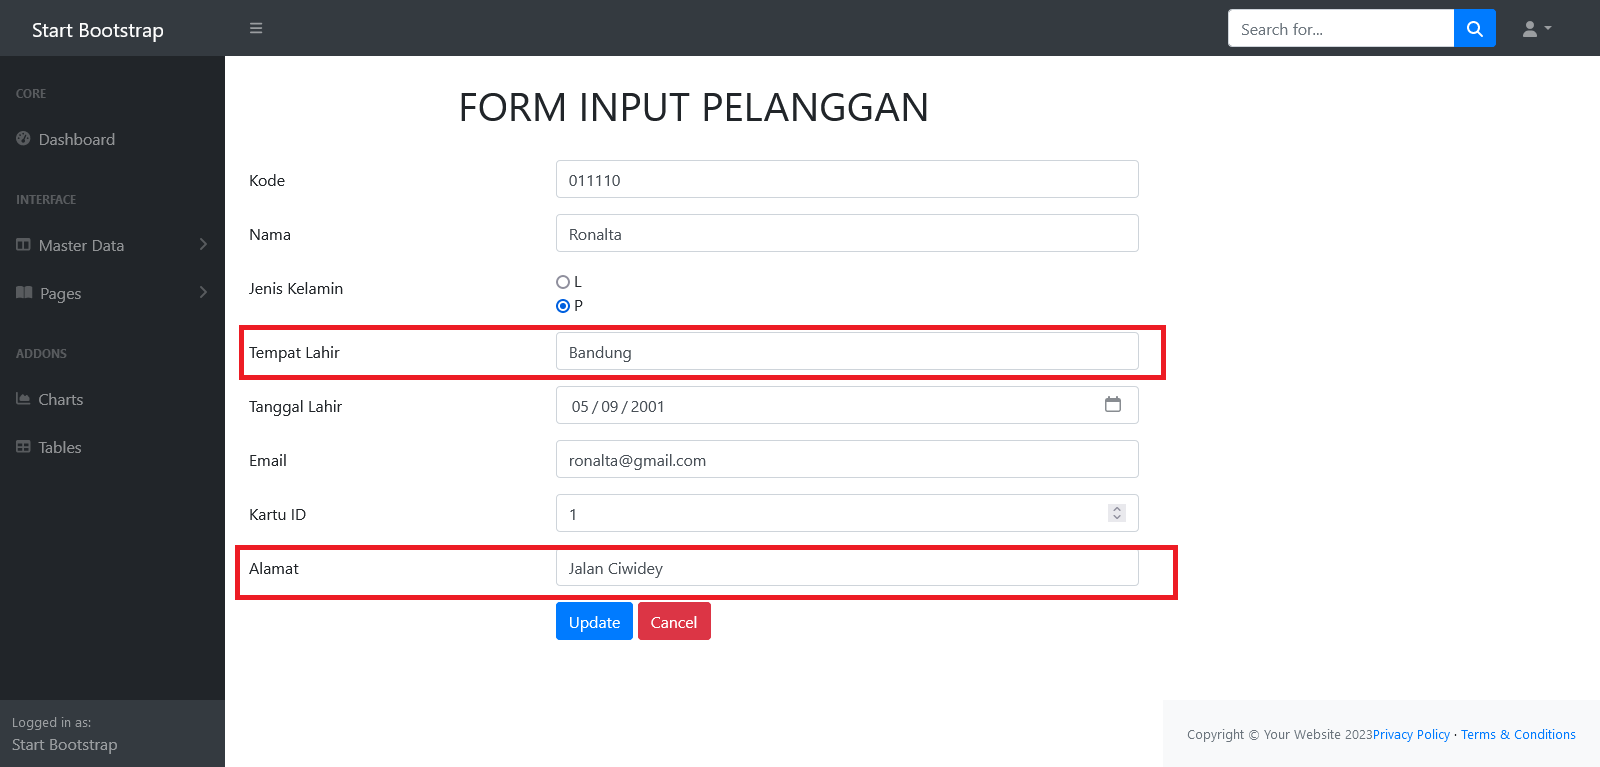 Start Bootstrap
Search for...
CORE
Dashboard
INTERFACE
Master Data
Pages
ADDONS
Charts
Tables
Logged in as:
Start Bootstrap
FORM INPUT PELANGGAN
Kode 011110
Nama Ronalta
Jenis Kelamin L
P
Tempat Lahir Bandung
Tanggal Lahir 05 / 09 / 2001
Email ronalta@gmail.com
Kartu ID 1
Alamat Jalan Ciwidey
Update Cancel
Copyright © Your Website 2023Privacy Policy · Terms & Conditions